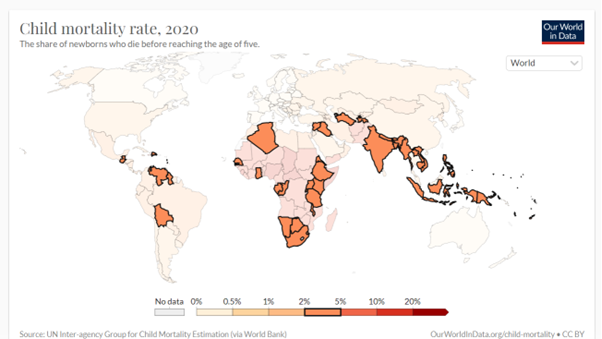 Child mortality rate, 2020
The share of newborns who die before reaching the age of five.
Our World
in Data
World
No data 0% 0.5% 1% 2% 5% 10% 20%
Source: UN Inter-agency Group for Child Mortality Estimation (via World Bank)
OurWorldInData.org/child-mortality • CC BY